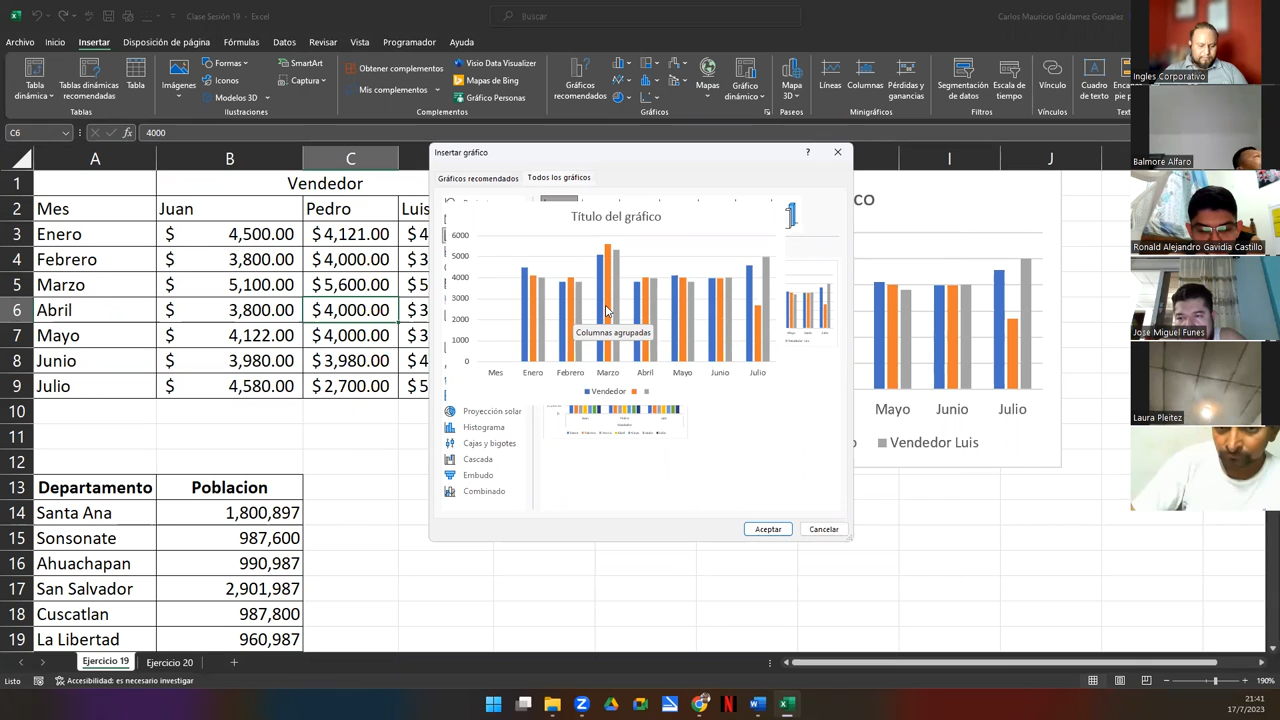 Clase Sesión 19 - Excel
Buscar
Carlos Mauricio Galdamez Gonzalez
Archivo Inicio Insertar Disposición de página Fórmulas Datos Revisar Vista Programador Ayuda
Tabla dinámica
Tablas dinámicas recomendadas
Tabla
Tablas
Imágenes
Formas
Iconos
Modelos 3D
SmartArt
Captura
Ilustraciones
Obtener complementos
Mis complementos
Visio Data Visualizer
Mapas de Bing
Gráfico Personas
Complementos
Gráficos recomendados
Mapas
Gráfico dinámico
Gráficos
Mapa 3D
Paseos
Líneas
Columnas
Pérdidas y ganancias
Minigráficos
Segmentación de datos
Escala de tiempo
Filtros
Vínculo
Vínculos
Cuadro de texto
C6 fx 4000
A B C I J
1 Vendedor
2 Mes Juan Pedro Luis
3 Enero $ 4,500.00 $ 4,121.00 $ 4
4 Febrero $ 3,800.00 $ 4,000.00 $ 3
5 Marzo $ 5,100.00 $ 5,600.00 $ 5
6 Abril $ 3,800.00 $ 4,000.00 $ 3
7 Mayo $ 4,122.00 $ 4,000.00 $ 3
8 Junio $ 3,980.00 $ 3,980.00 $ 4
9 Julio $ 4,580.00 $ 2,700.00 $ 5
10
11
12
13 Departamento Poblacion
14 Santa Ana 1,800,897
15 Sonsonate 987,600
16 Ahuachapan 990,987
17 San Salvador 2,901,987
18 Cuscatlan 987,800
19 La Libertad 960,987
Insertar gráfico
?
Gráficos recomendados Todos los gráficos
Título del gráfico
6000
5000
4000
3000
2000
1000
0
Mes Enero Febrero Marzo Abril Mayo Junio Julio
Vendedor
Columnas agrupadas
Proyección solar
Histograma
Cajas y bigotes
Cascada
Embudo
Combinado
Aceptar Cancelar
co
Mayo Junio Julio
o Vendedor Luis
Ejercicio 19 Ejercicio 20
Listo Accesibilidad: es necesario investigar
190%
21:41
17/7/2023
Ingles Corporativo
Balmore Alfaro
Ronald Alejandro Gavidia Castillo
Jose Miguel Funes
Laura Pleitez